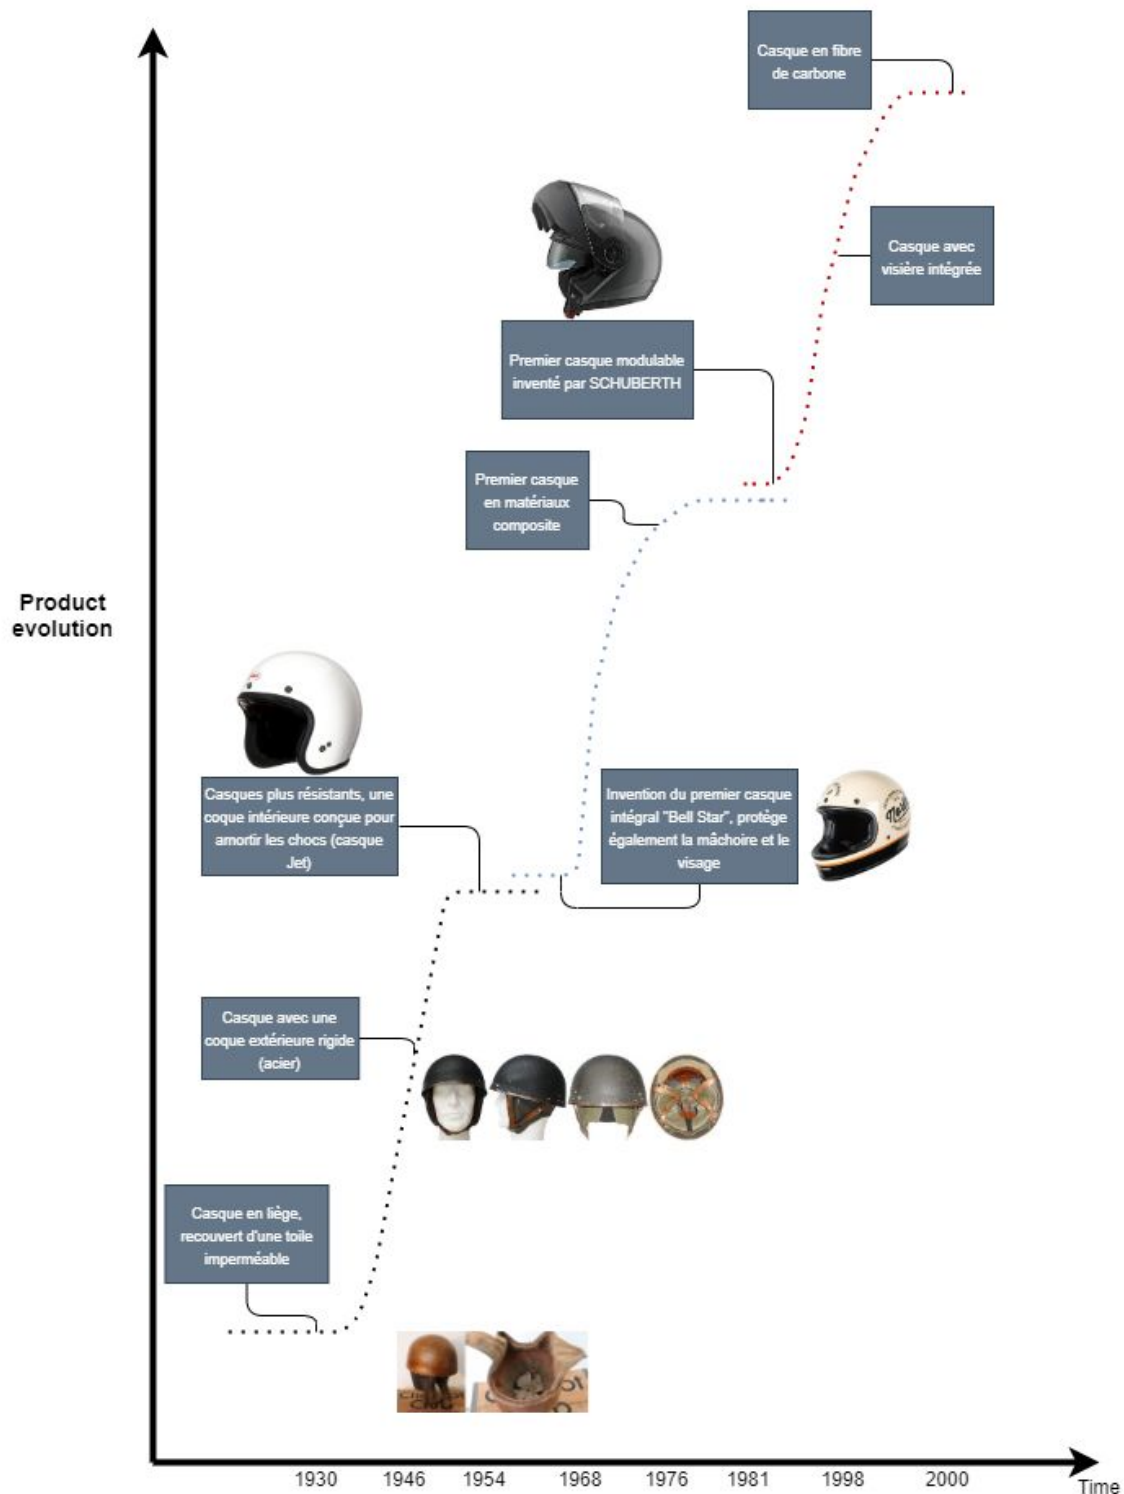 Casque en fibre
de carbone
Casque avec
visière intégrée
Premier casque modulable
inventé par SCHUBERTH
Premier casque
en matériaux
composite
Product
evolution
Casques plus résistants, une
coque intérieure conçue pour
amortir les chocs (casque
Jet)
Invention du premier casque
intégral "Bell Star", protège
également la mâchoire et le
visage
Casque avec une
coque extérieure rigide
(acier)
Casque en liège,
recouvert d'une toile
imperméable
1930 1946 1954 1968 1976 1981 1998 2000
Time